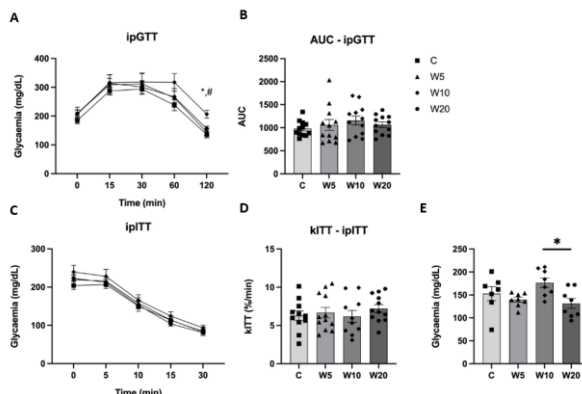 A
ipGTT
Glycaemia (mg/dL)
400
300
200
100
0
*,#
0 15 30 60 120
Time (min)
B
AUC - ipGTT
AUC
2500
2000
1500
1000
500
0
C W5 W10 W20
C
W5
W10
W20
C
ipITT
Glycaemia (mg/dL)
300
200
100
0
0 5 10 15 30
Time (min)
D
kITT - ipITT
kITT (%/min)
15
10
5
0
C W5 W10 W20
E
Glycaemia (mg/dL)
250
200
150
100
50
0
*
C W5 W10 W20